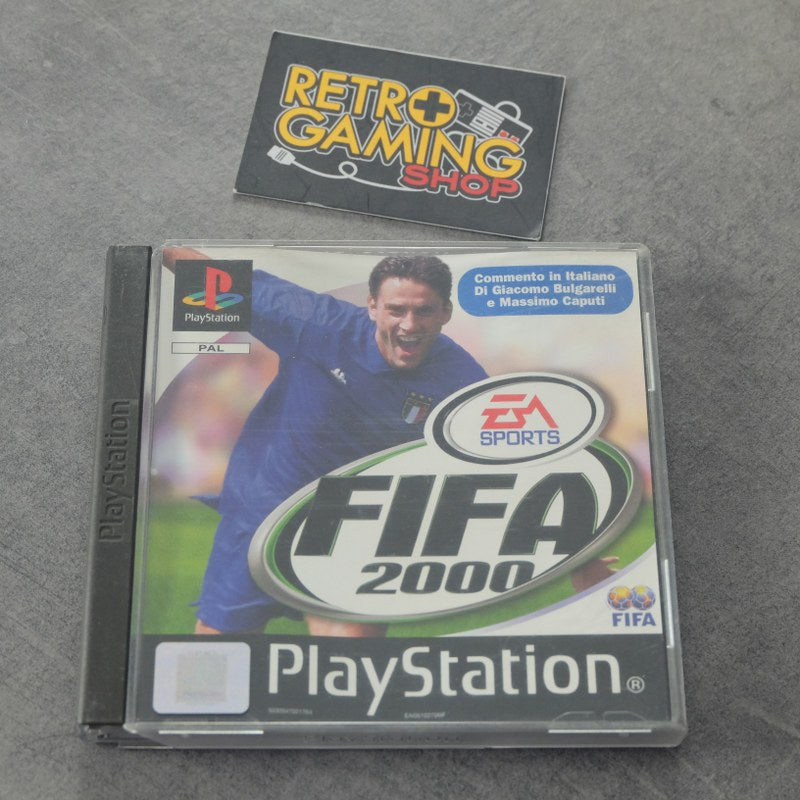 RETRO
GAMING
SHOP
PlayStation
PlayStation
PAL
Commento in Italiano
Di Giacomo Bulgarelli
e Massimo Caputi
EA
SPORTS
FIFA
2000
FIFA
PlayStation®